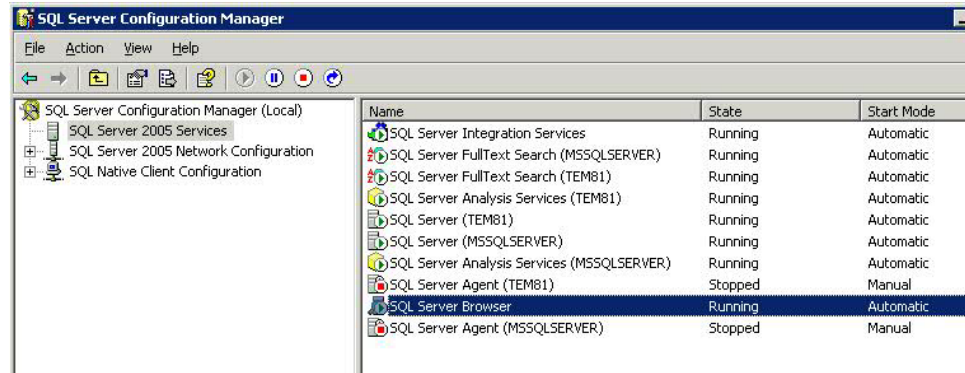 SQL Server Configuration Manager
File Action View Help
SQL Server Configuration Manager (Local)
SQL Server 2005 Services
SQL Server 2005 Network Configuration
SQL Native Client Configuration
Name State Start Mode
SQL Server Integration Services Running Automatic
SQL Server FullText Search (MSSQLSERVER) Running Automatic
SQL Server FullText Search (TEM81) Running Automatic
SQL Server Analysis Services (TEM81) Running Automatic
SQL Server (TEM81) Running Automatic
SQL Server (MSSQLSERVER) Running Automatic
SQL Server Analysis Services (MSSQLSERVER) Running Automatic
SQL Server Agent (TEM81) Stopped Manual
SQL Server Browser Running Automatic
SQL Server Agent (MSSQLSERVER) Stopped Manual